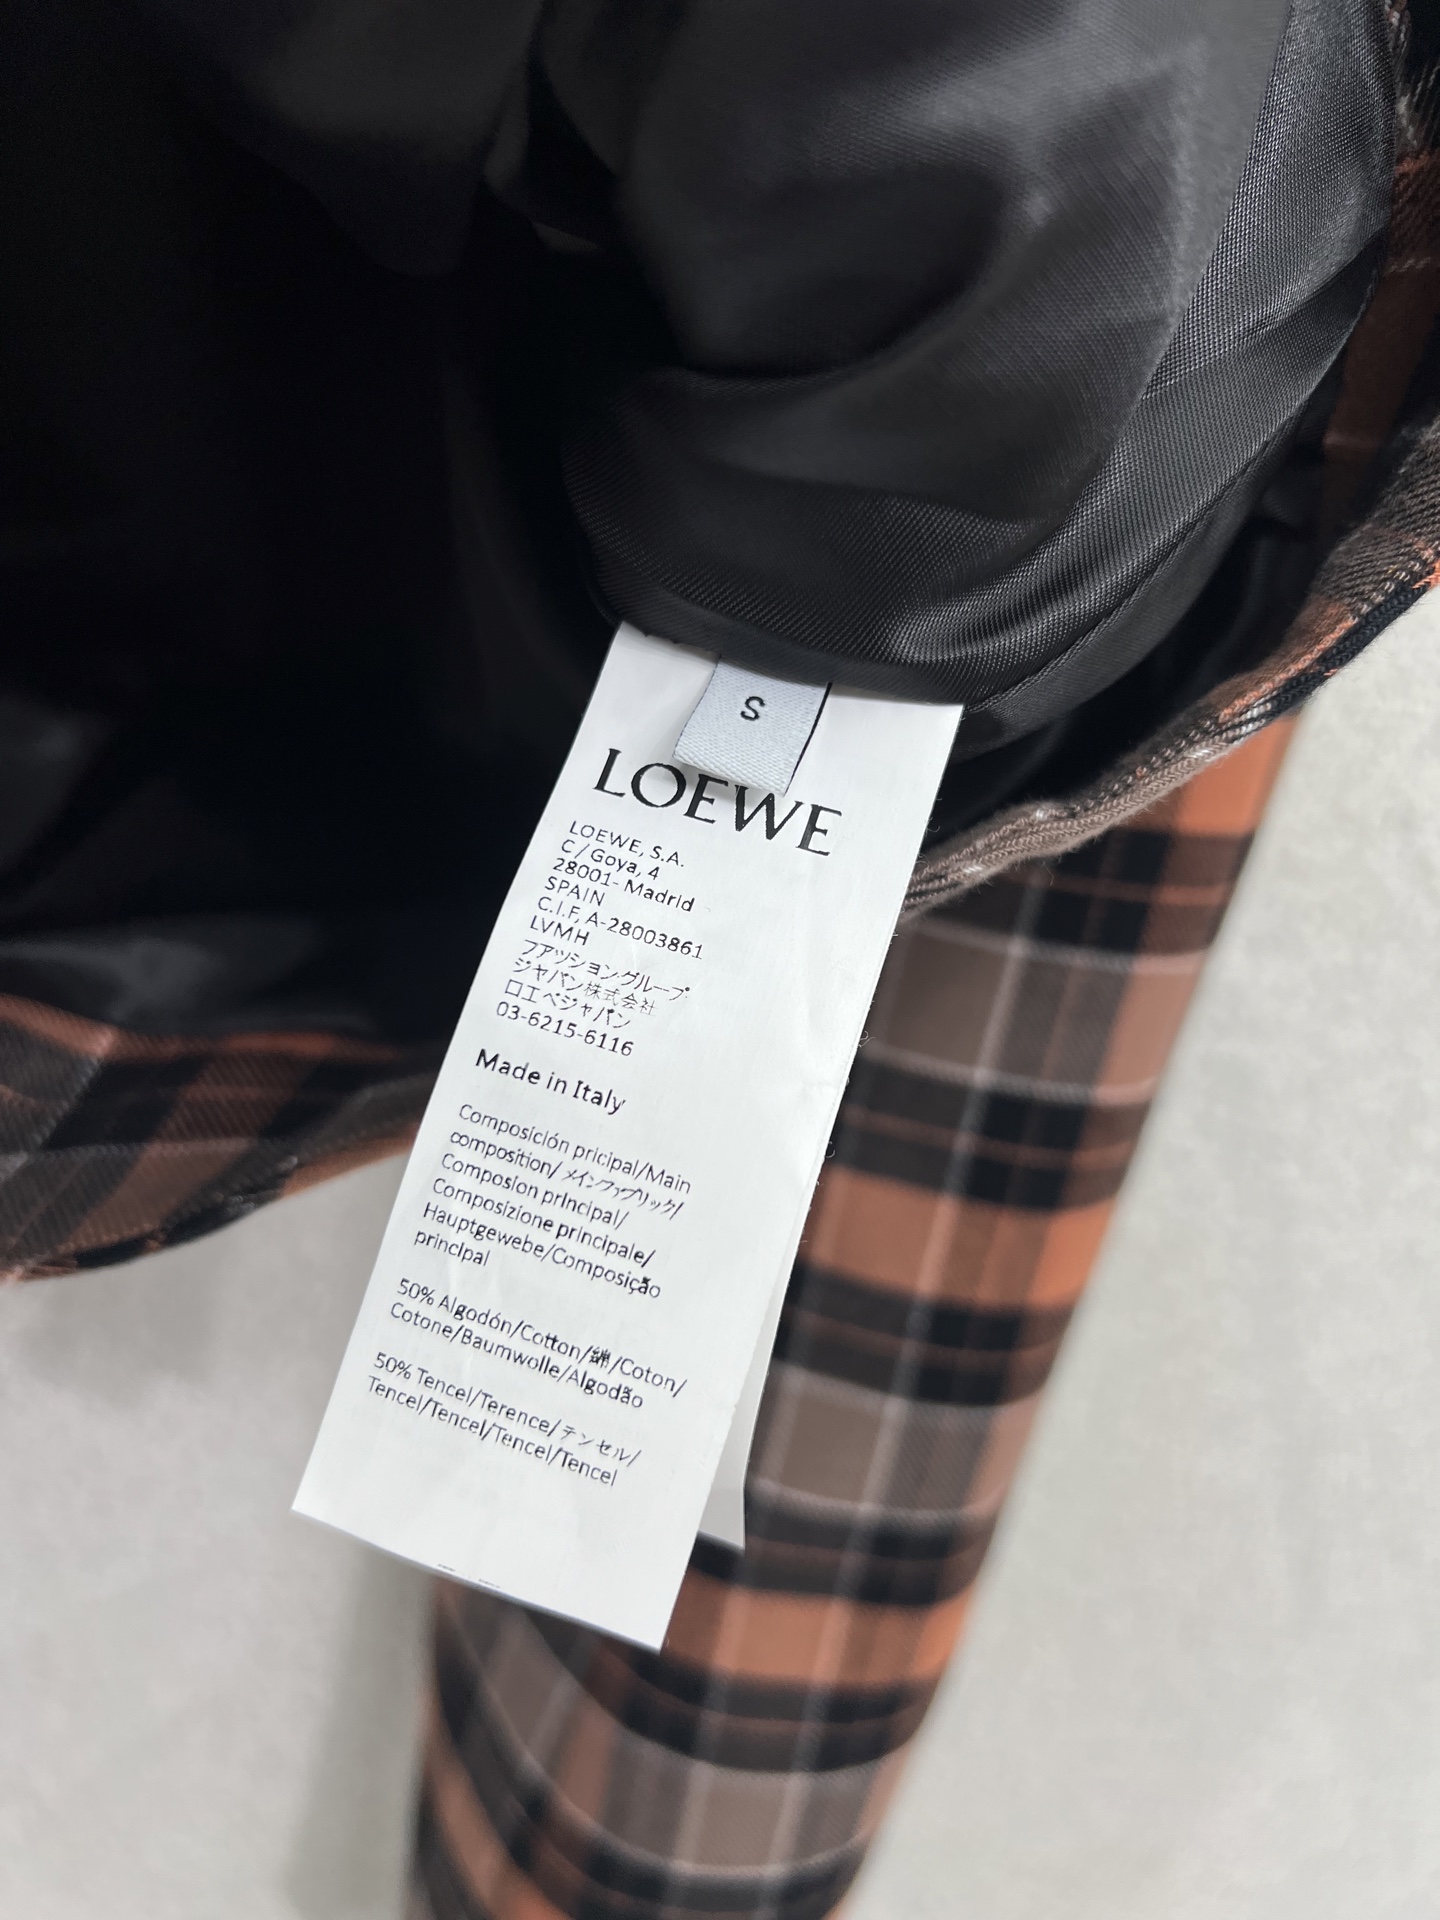 S
LOEWE
LOEWE, S.A.
C/Goya, 4
28001- Madrid
SPAIN
C.I.F, A-28003861
LVMH
ファッション.グループ
ジャパン株式会社
ロエベジャパン
03-6215-6116
Made in Italy
Composición pricipal/Main
composition/メインファブリック/
Composion principal/
Composizione principale/
Hauptgewebe/Composição
principal
50% Algodón/Cotton/綿/Coton/
Cotone/Baumwolle/Algodão
50% Tencel/Terence/テンセル/
Tencel/Tencel/Tencel/Tencel